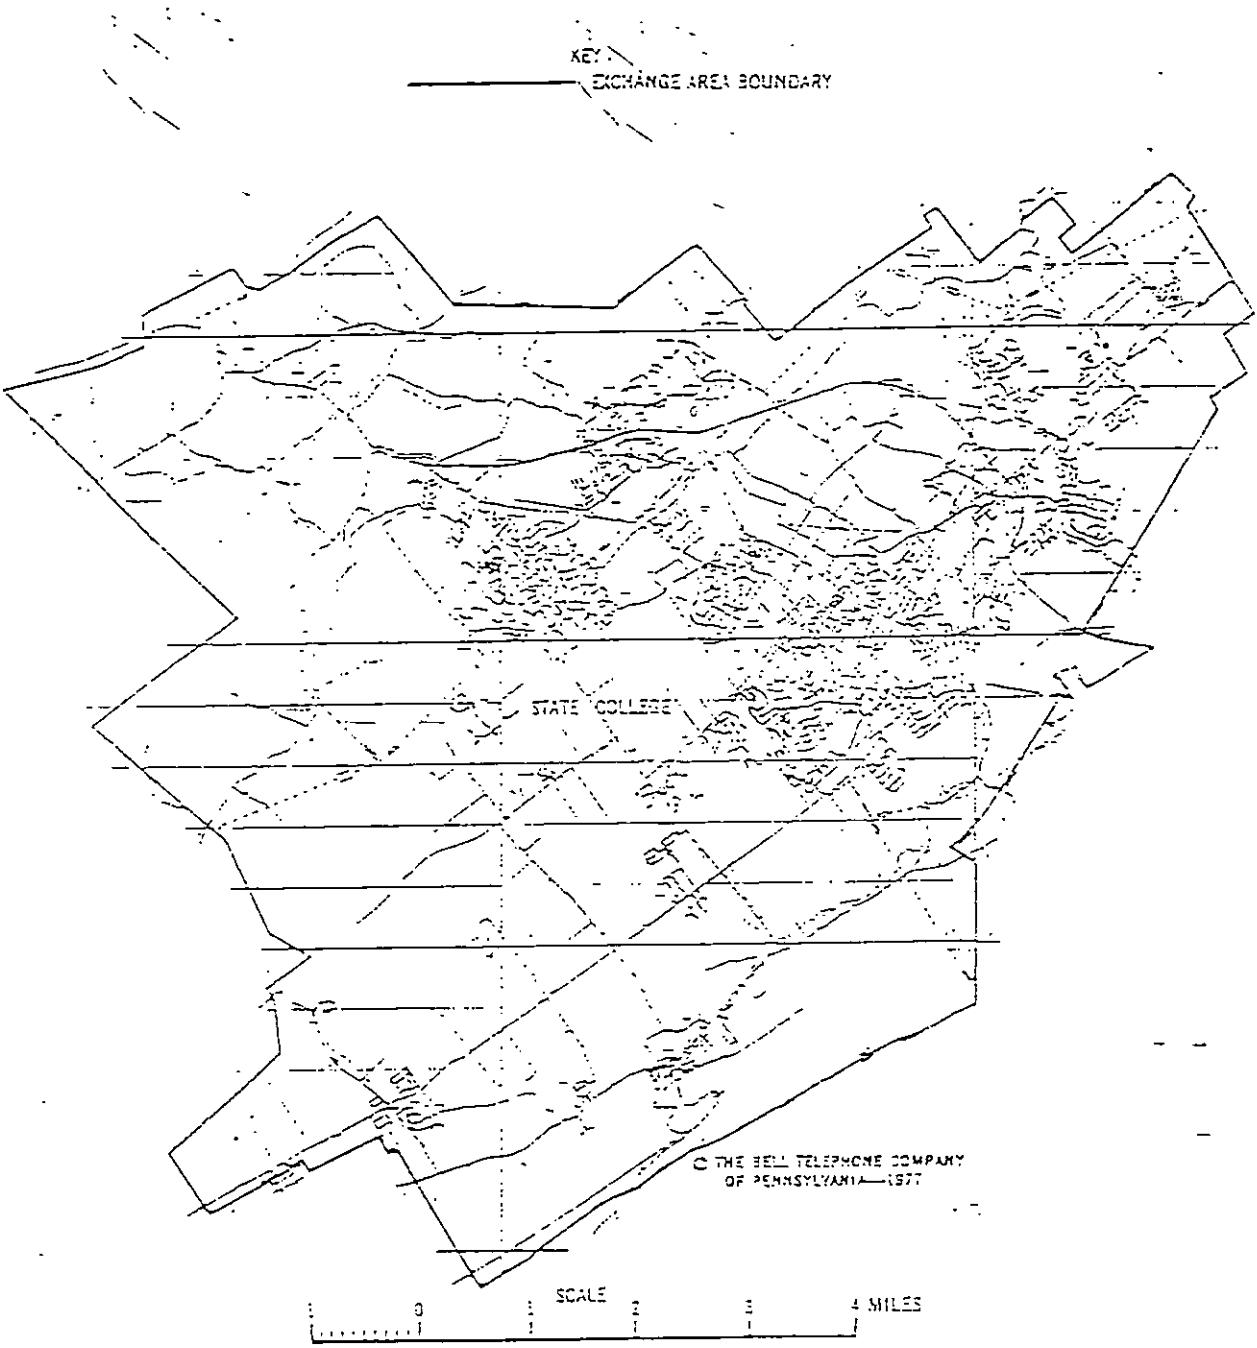 KEY:
EXCHANGE AREA BOUNDARY
STATE COLLEGE
© THE BELL TELEPHONE COMPANY
OF PENNSYLVANIA—1977
SCALE
1 0 1 2 3 4 MILES